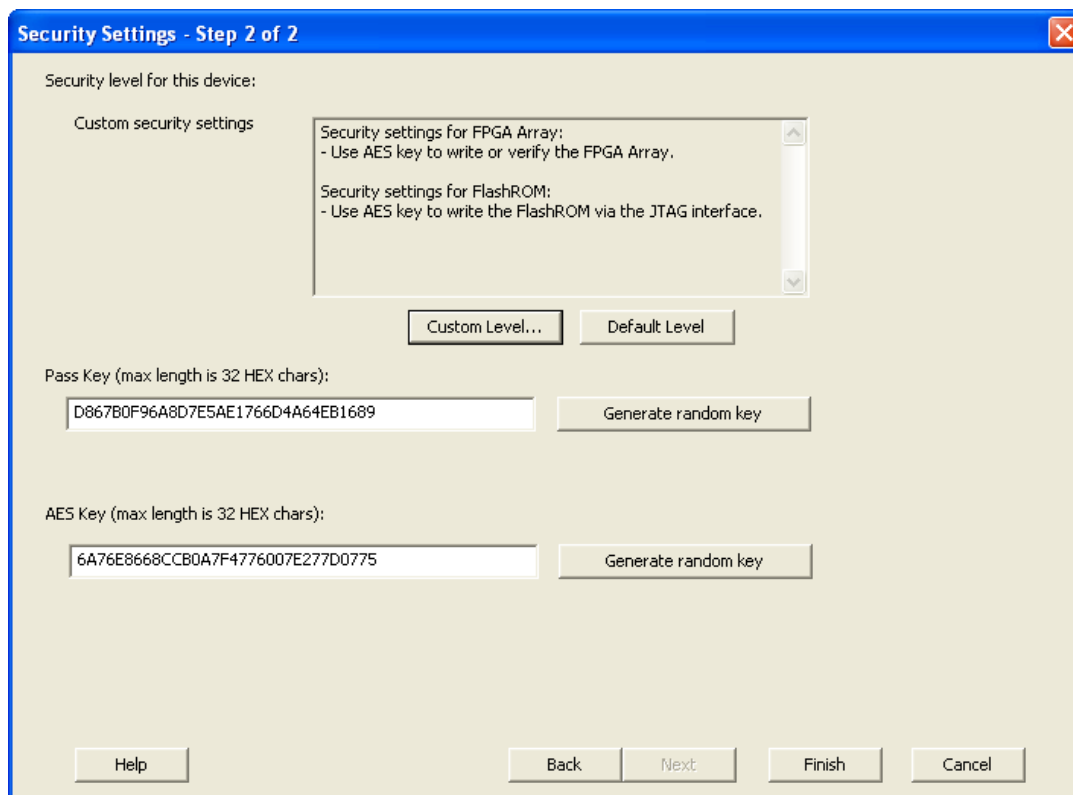 Security Settings - Step 2 of 2
Security level for this device:
Custom security settings
Security settings for FPGA Array:
- Use AES key to write or verify the FPGA Array.
Security settings for FlashROM:
- Use AES key to write the FlashROM via the JTAG interface.
Custom Level... Default Level
Pass Key (max length is 32 HEX chars):
D867B0F96A8D7E5AE1766D4A64EB1689 Generate random key
AES Key (max length is 32 HEX chars):
6A76E8668CCB0A7F4776007E277D0775 Generate random key
Help Back Next Finish Cancel